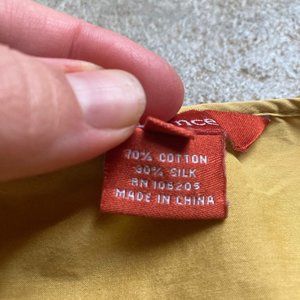 nce
70% COTTON
30% SILK
RN 108205
MADE IN CHINA